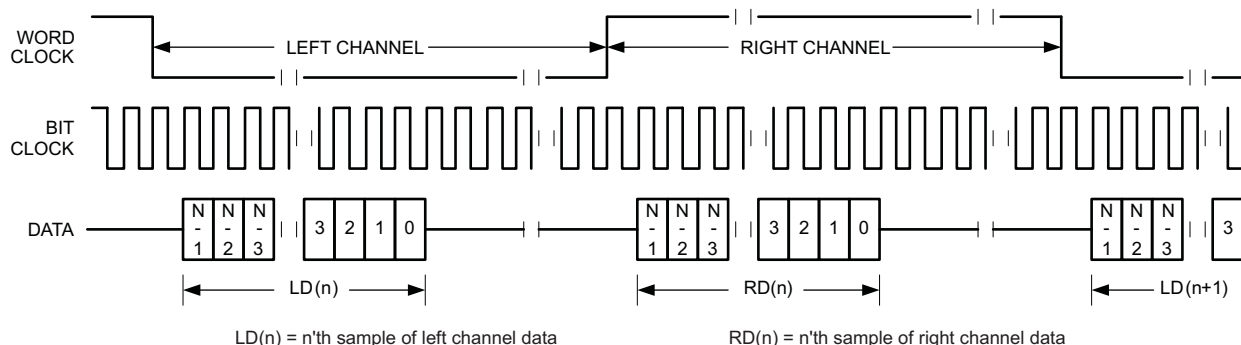 WORD
CLOCK
LEFT CHANNEL
RIGHT CHANNEL
BIT
CLOCK
DATA
N-1 N-2 N-3 3 2 1 0
N-1 N-2 N-3 3 2 1 0
N-1 N-2 N-3 3
LD(n)
RD(n)
LD(n+1)
LD(n) = n'th sample of left channel data
RD(n) = n'th sample of right channel data